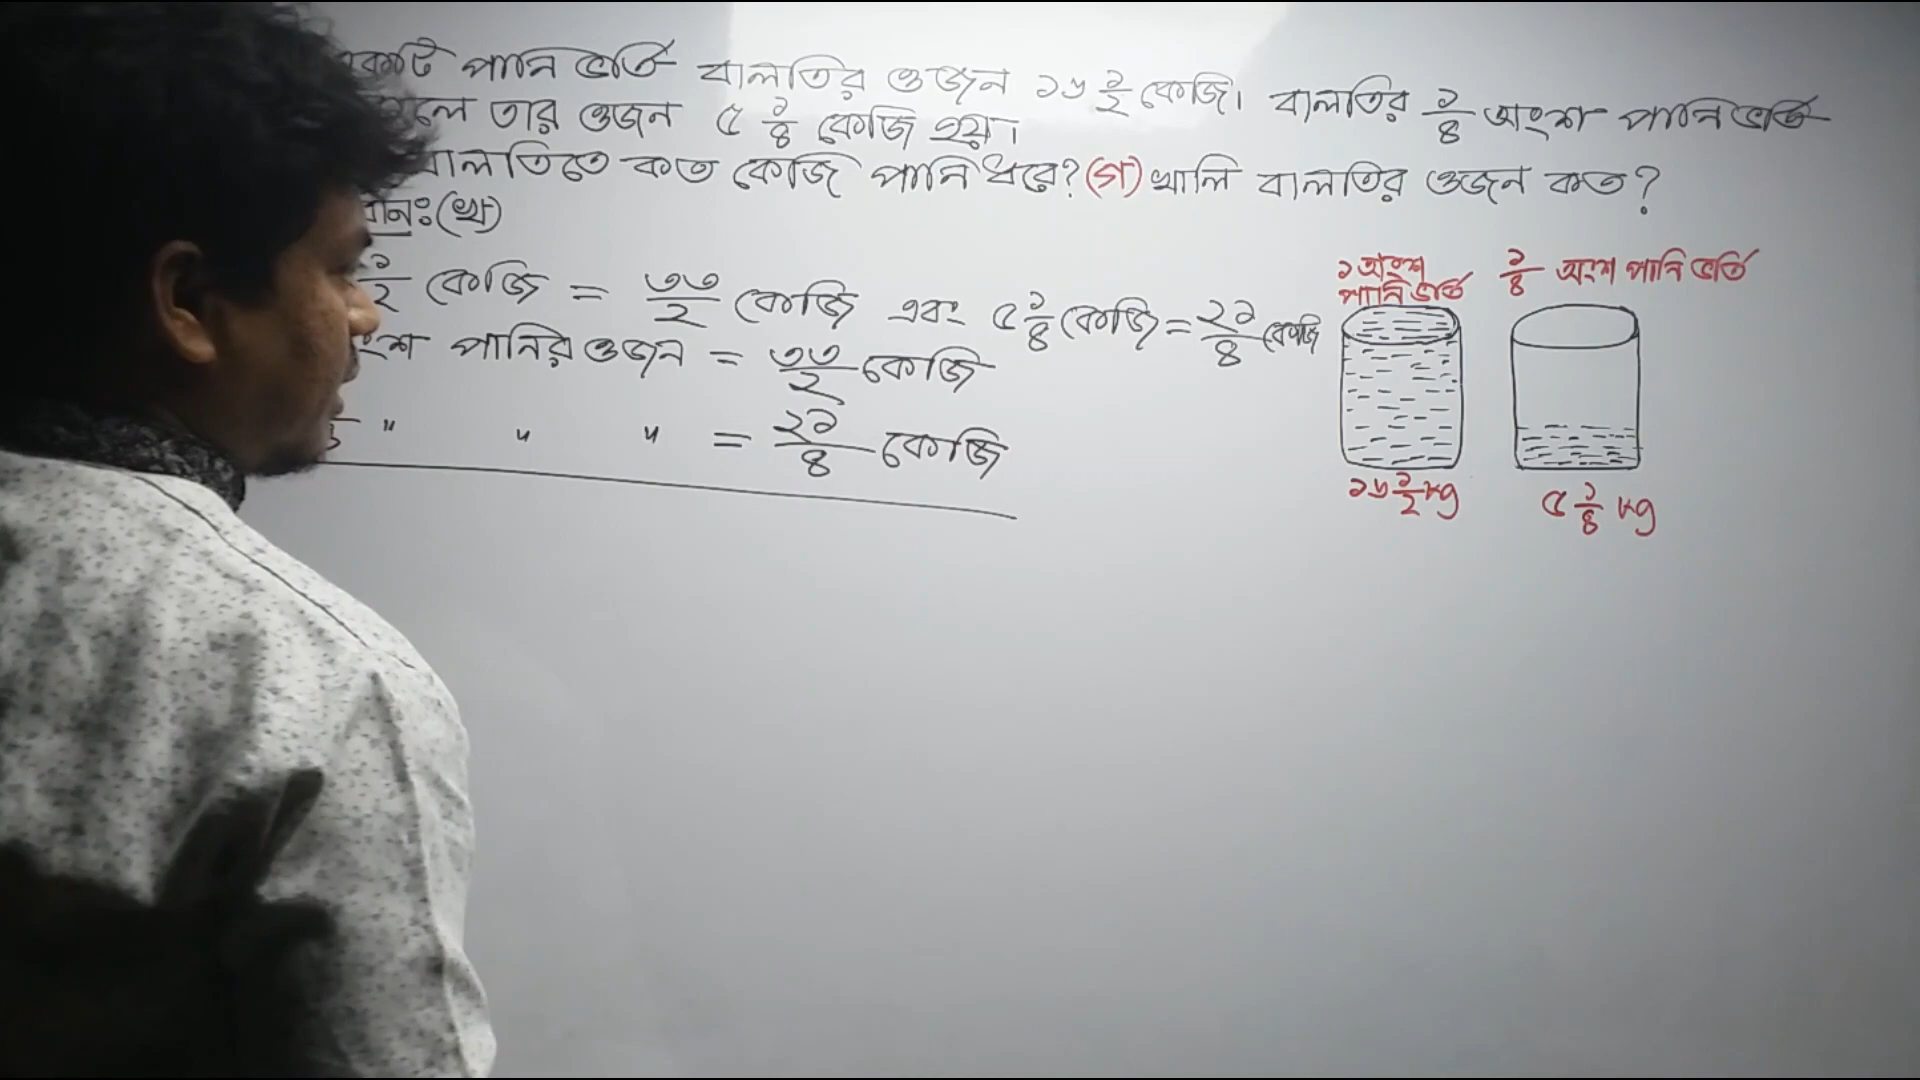 একটি পানি ভর্তি বালতির ওজন ১৬ ১/২ কেজি। বালতির ১/৪ অংশ পানি ভর্তি
হলে তার ওজন ৫ ১/৪ কেজি হয়।
বালতিতে কত কেজি পানি ধরে? (গ) খালি বালতির ওজন কত?
ধানঃ (খ)
১/২ কেজি = ৩৩/২ কেজি এবং ৫ ১/৪ কেজি = ২১/৪ কেজি
অংশ পানির ওজন = ৩৩/২ কেজি
" " " = ২১/৪ কেজি
১ অংশ
পানি ভর্তি
১/৪ অংশ পানি ভর্তি
১৬ ১/২ kg
৫ ১/৪ kg